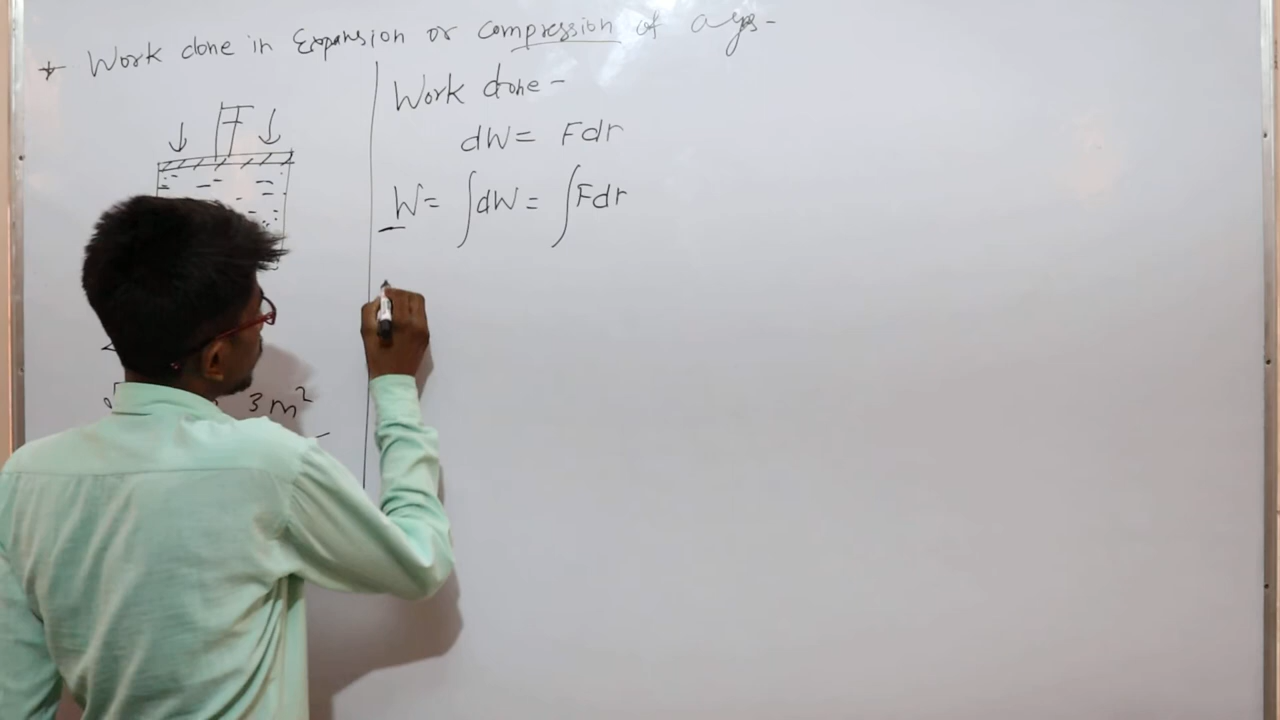 * Work done in Expansion or compression of a gas-
Work done-
dW = Fdr
W = ∫dW = ∫Fdr
3m²